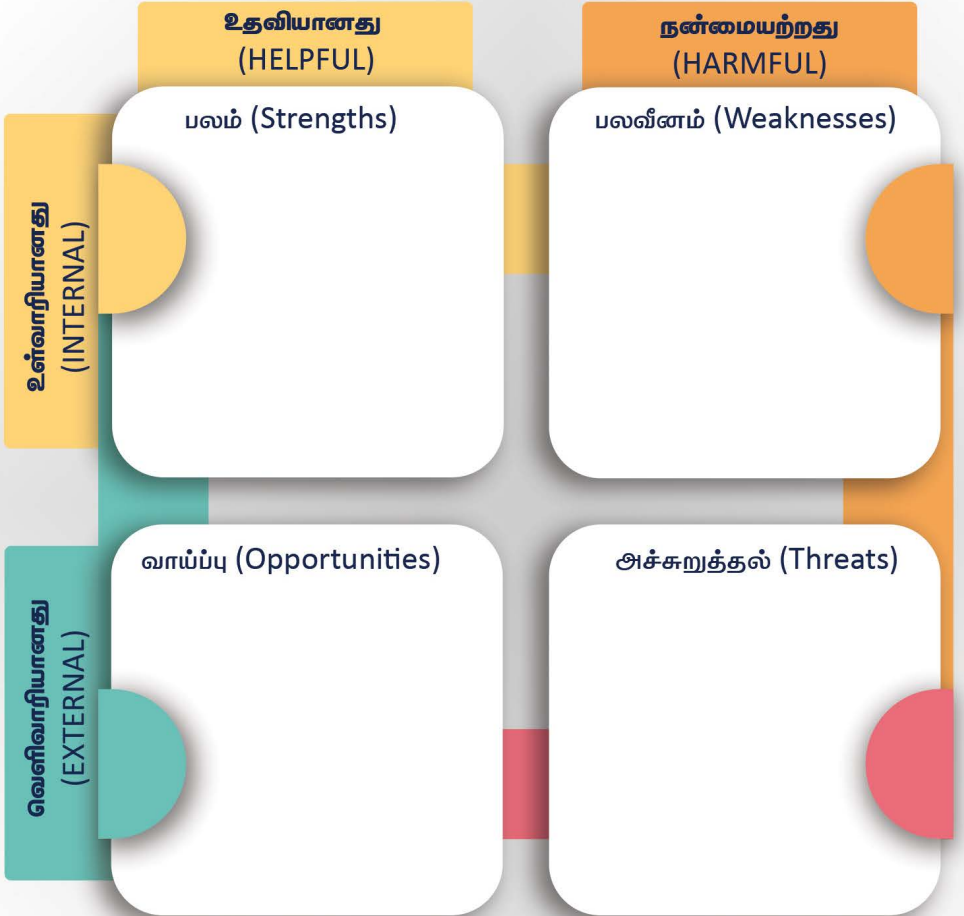 உதவியானது
(HELPFUL)
நன்மையற்றது
(HARMFUL)
உள்வாரியானது
(INTERNAL)
பலம் (Strengths)
பலவீனம் (Weaknesses)
வெளிவாரியானது
(EXTERNAL)
வாய்ப்பு (Opportunities)
அச்சுறுத்தல் (Threats)